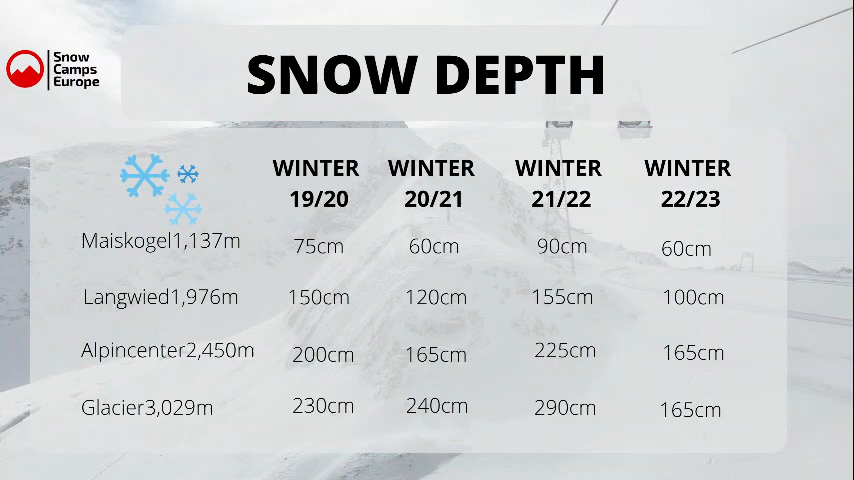 Snow
Camps
Europe
SNOW DEPTH
WINTER 19/20 WINTER 20/21 WINTER 21/22 WINTER 22/23
Maiskogel1,137m 75cm 60cm 90cm 60cm
Langwied1,976m 150cm 120cm 155cm 100cm
Alpincenter2,450m 200cm 165cm 225cm 165cm
Glacier3,029m 230cm 240cm 290cm 165cm